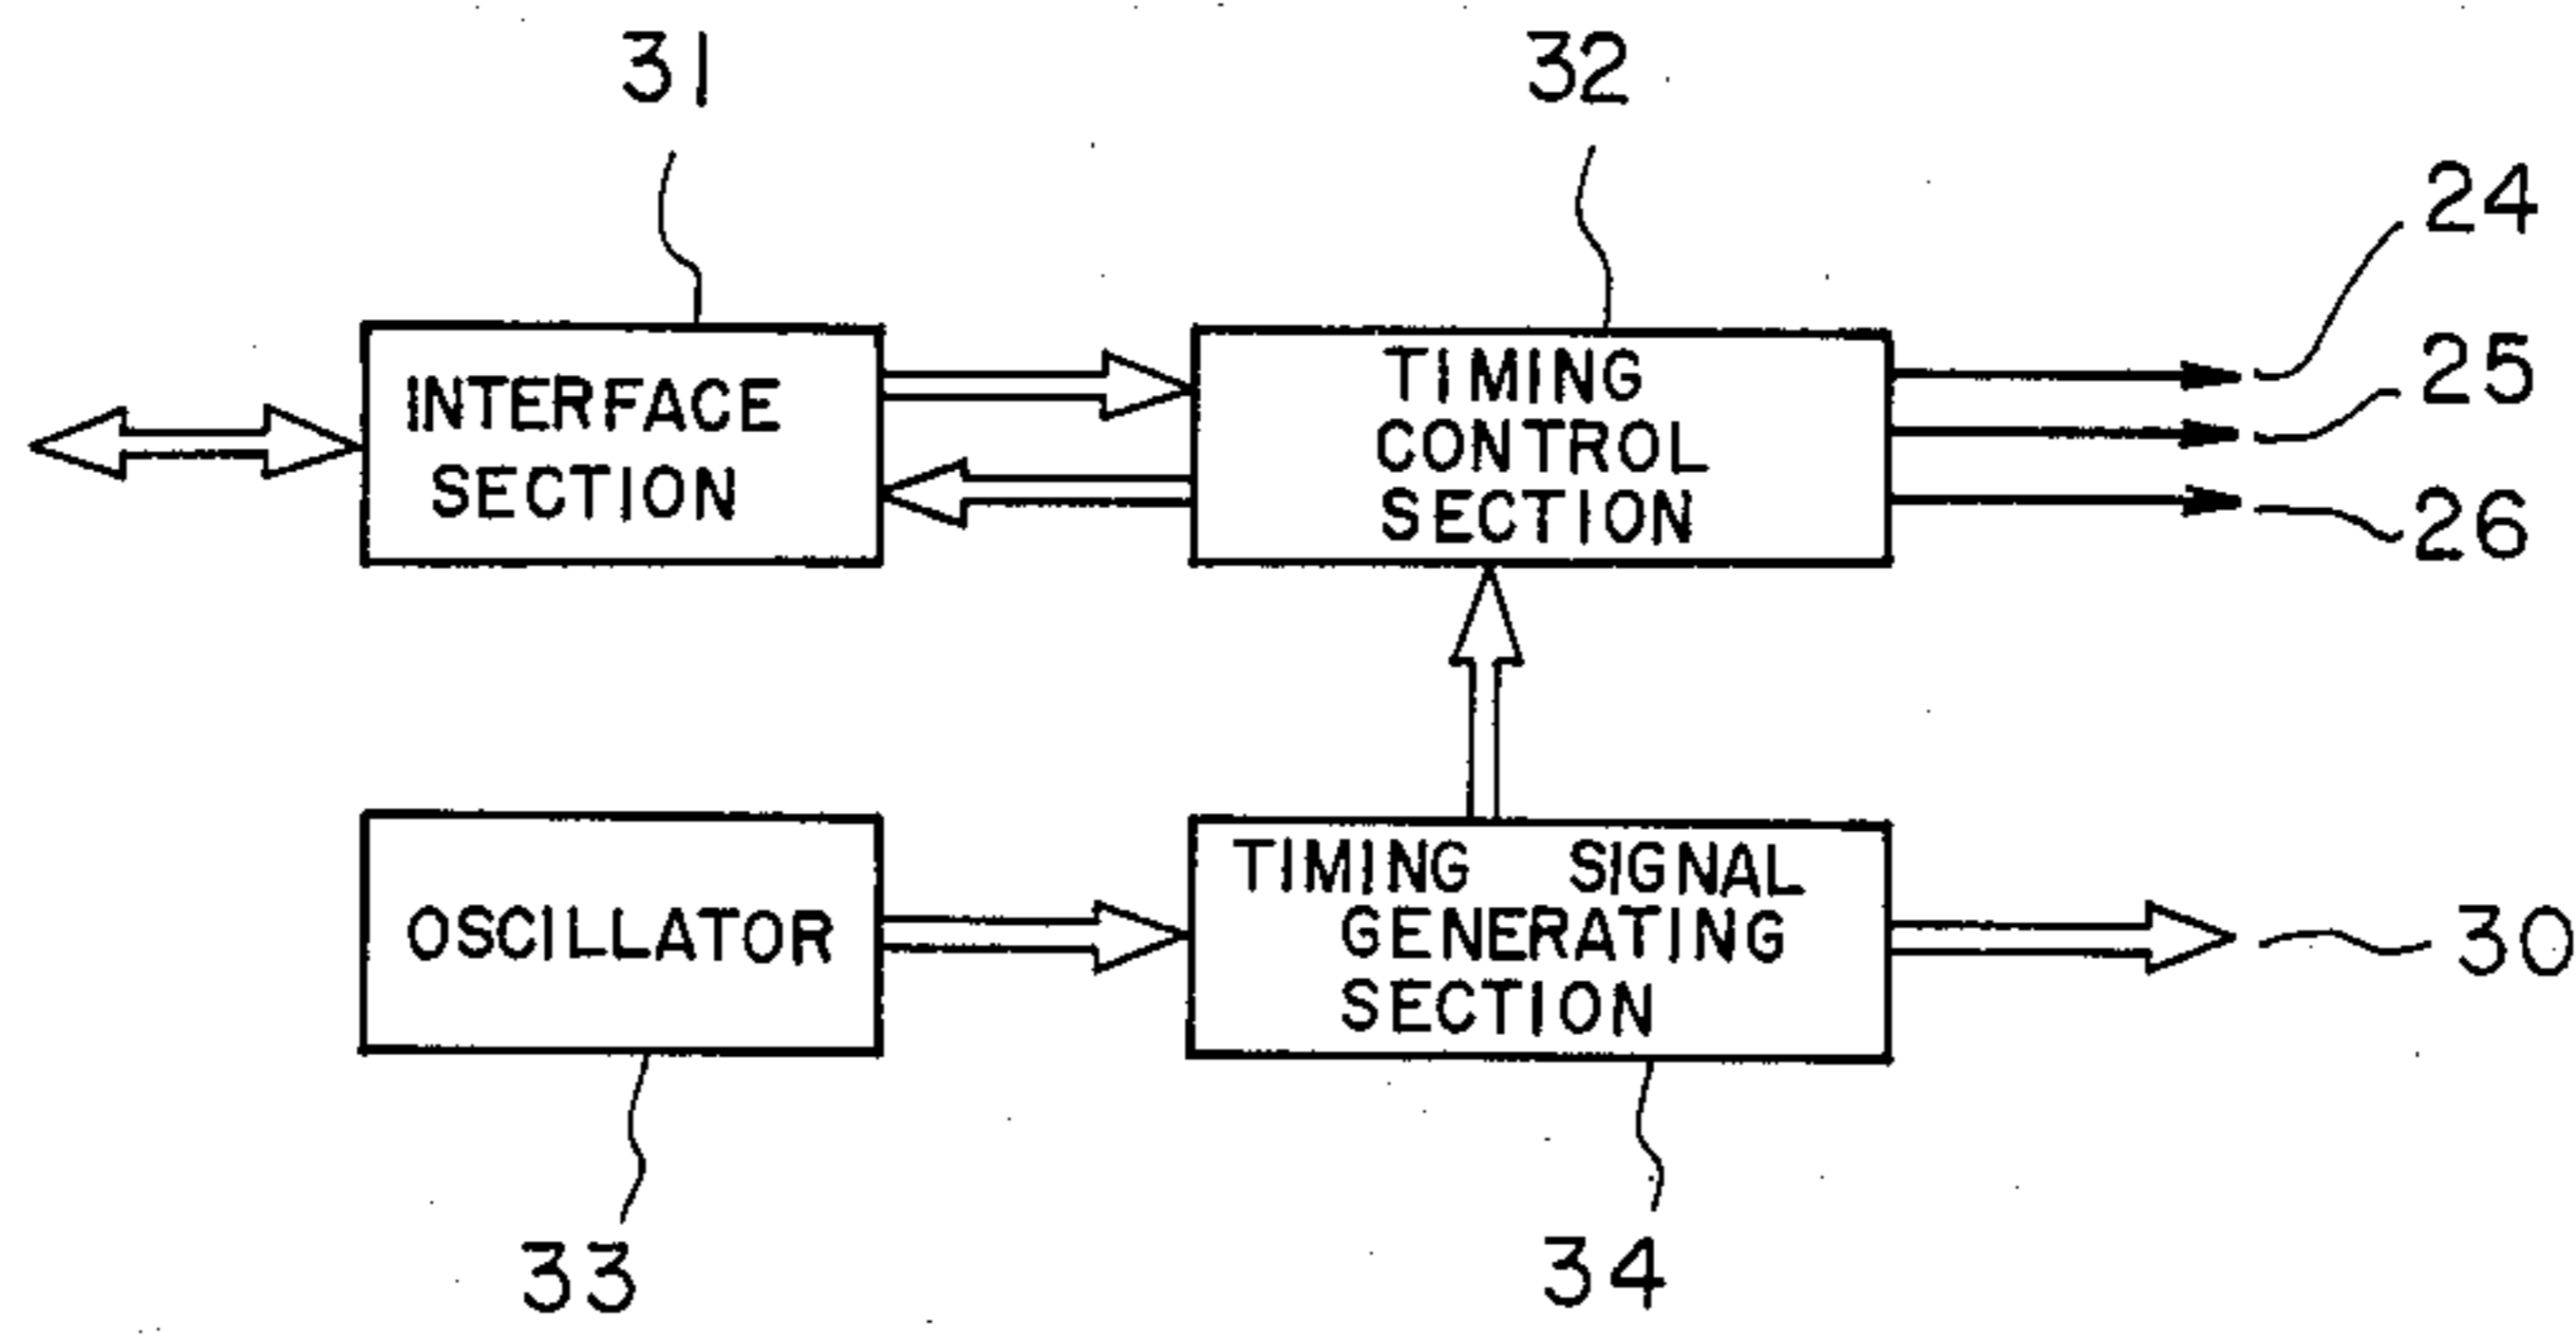 31
32
24
25
26
INTERFACE
SECTION
TIMING
CONTROL
SECTION
OSCILLATOR
TIMING SIGNAL
GENERATING
SECTION
30
33
34